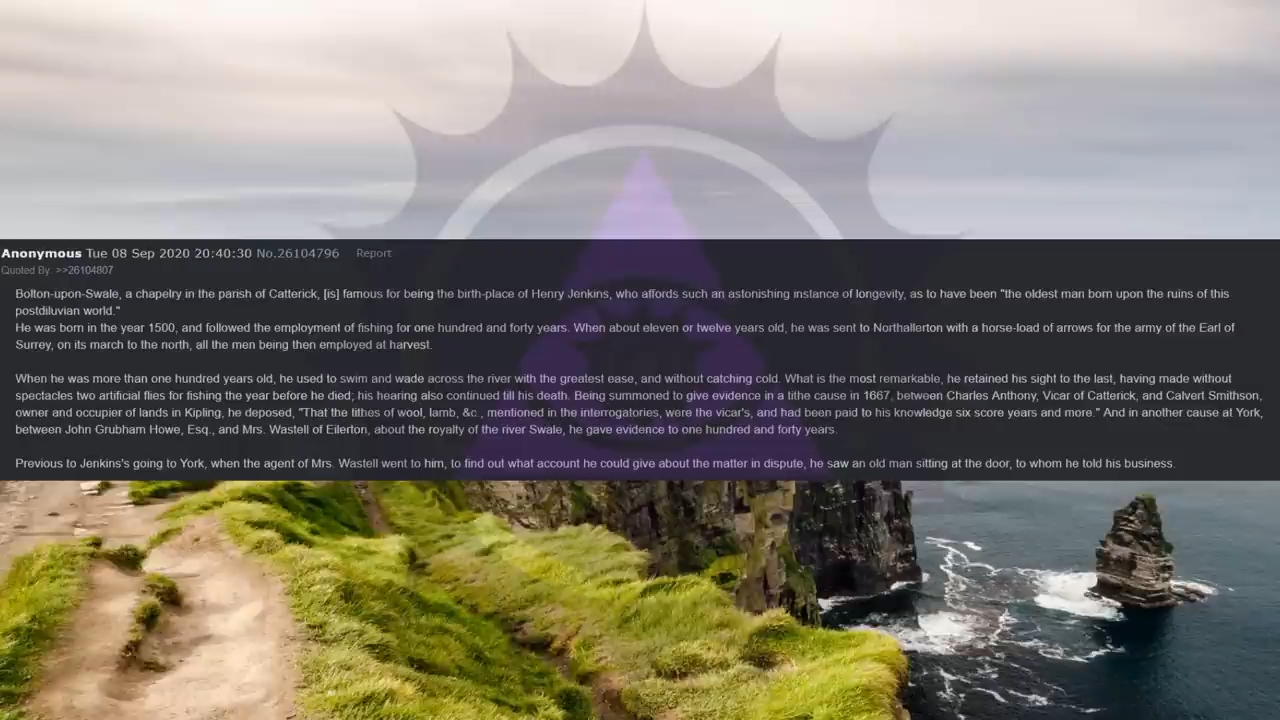 Anonymous Tue 08 Sep 2020 20:40:30 No.26104796 Report
Quoted By: >>26104807
Bolton-upon-Swale, a chapelry in the parish of Catterick, [is] famous for being the birth-place of Henry Jenkins, who affords such an astonishing instance of longevity, as to have been "the oldest man born upon the ruins of this
postdiluvian world."
He was born in the year 1500, and followed the employment of fishing for one hundred and forty years. When about eleven or twelve years old, he was sent to Northallerton with a horse-load of arrows for the army of the Earl of
Surrey, on its march to the north, all the men being then employed at harvest.
When he was more than one hundred years old, he used to swim and wade across the river with the greatest ease, and without catching cold. What is the most remarkable, he retained his sight to the last, having made without
spectacles two artificial flies for fishing the year before he died; his hearing also continued till his death. Being summoned to give evidence in a tithe cause in 1667, between Charles Anthony, Vicar of Catterick, and Calvert Smithson,
owner and occupier of lands in Kipling, he deposed, "That the tithes of wool, lamb, &c., mentioned in the interrogatories, were the vicar's, and had been paid to his knowledge six score years and more." And in another cause at York,
between John Grubham Howe, Esq., and Mrs. Wastell of Ellerton, about the royalty of the river Swale, he gave evidence to one hundred and forty years.
Previous to Jenkins's going to York, when the agent of Mrs. Wastell went to him, to find out what account he could give about the matter in dispute, he saw an old man sitting at the door, to whom he told his business.